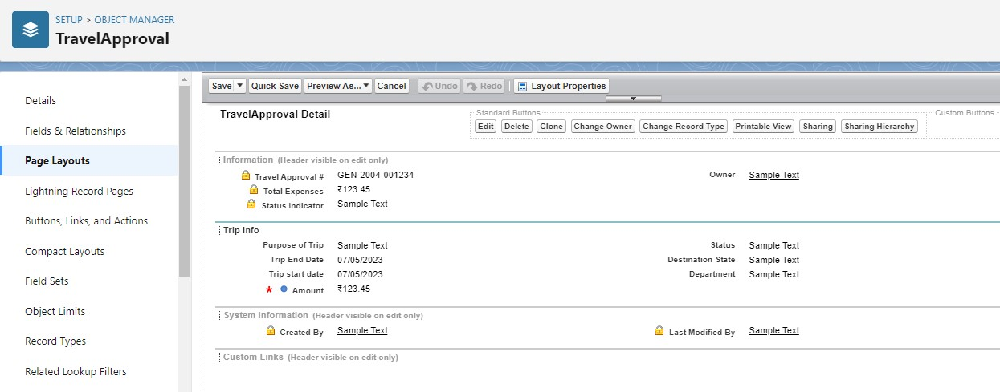 SETUP > OBJECT MANAGER
TravelApproval
Details
Fields & Relationships
Page Layouts
Lightning Record Pages
Buttons, Links, and Actions
Compact Layouts
Field Sets
Object Limits
Record Types
Related Lookup Filters
Save Quick Save Preview As... Cancel Undo Redo Layout Properties
TravelApproval Detail
Standard Buttons
Edit Delete Clone Change Owner Change Record Type Printable View Sharing Sharing Hierarchy
Custom Buttons
Information (Header visible on edit only)
Travel Approval # GEN-2004-001234 Owner Sample Text
Total Expenses ₹123.45
Status Indicator Sample Text
Trip Info
Purpose of Trip Sample Text Status Sample Text
Trip End Date 07/05/2023 Destination State Sample Text
Trip start date 07/05/2023 Department Sample Text
* Amount ₹123.45
System Information (Header visible on edit only)
Created By Sample Text Last Modified By Sample Text
Custom Links (Header visible on edit only)